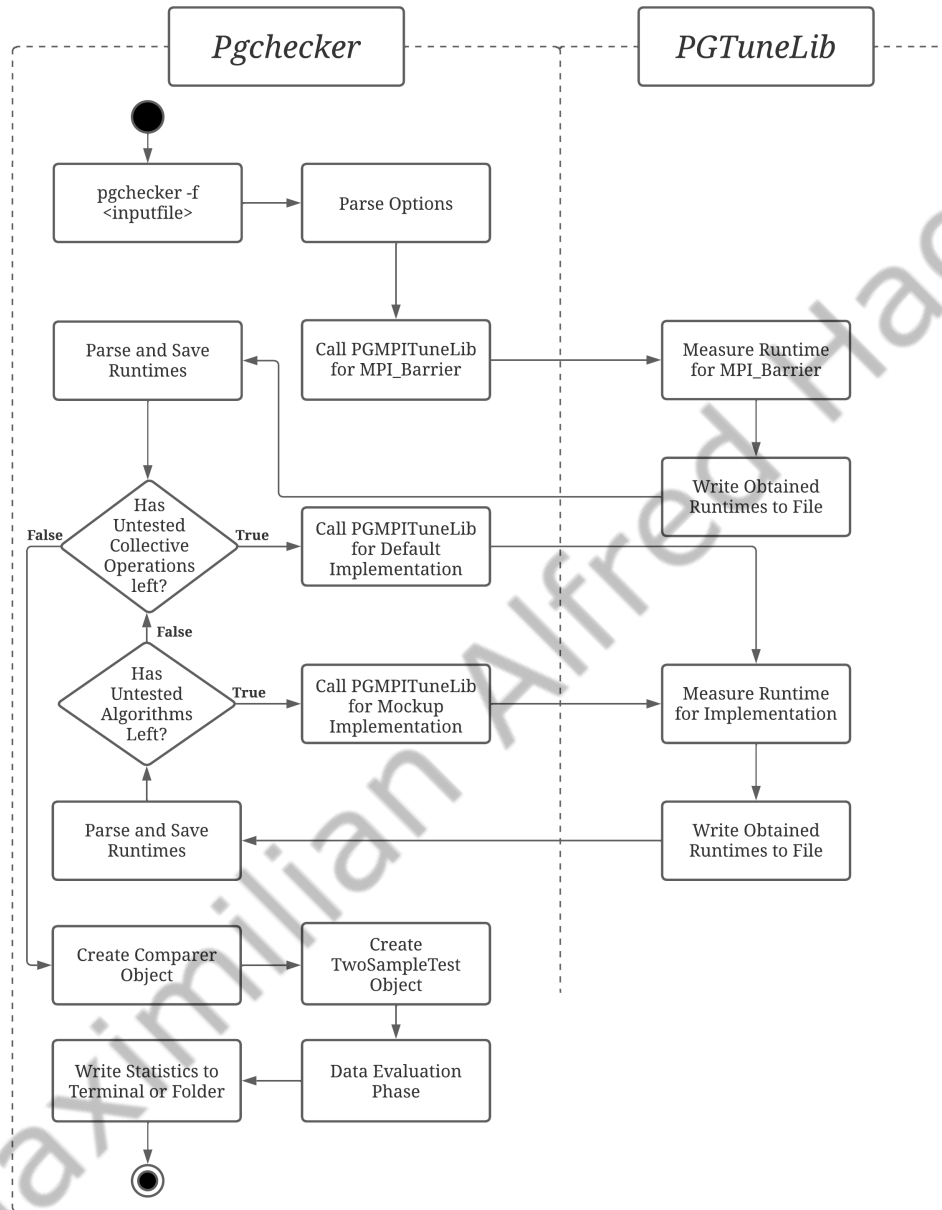 Pgchecker
PGTuneLib
pgchecker -f
<inputfile>
Parse Options
Call PGMPITuneLib
for MPI_Barrier
Measure Runtime
for MPI_Barrier
Write Obtained
Runtimes to File
Parse and Save
Runtimes
Has
Untested
Collective
Operations
left?
False
True
Call PGMPITuneLib
for Default
Implementation
False
Has
Untested
Algorithms
Left?
True
Call PGMPITuneLib
for Mockup
Implementation
Measure Runtime
for Implementation
Write Obtained
Runtimes to File
Parse and Save
Runtimes
Create Comparer
Object
Create
TwoSampleTest
Object
Data Evaluation
Phase
Write Statistics to
Terminal or Folder
Alfred